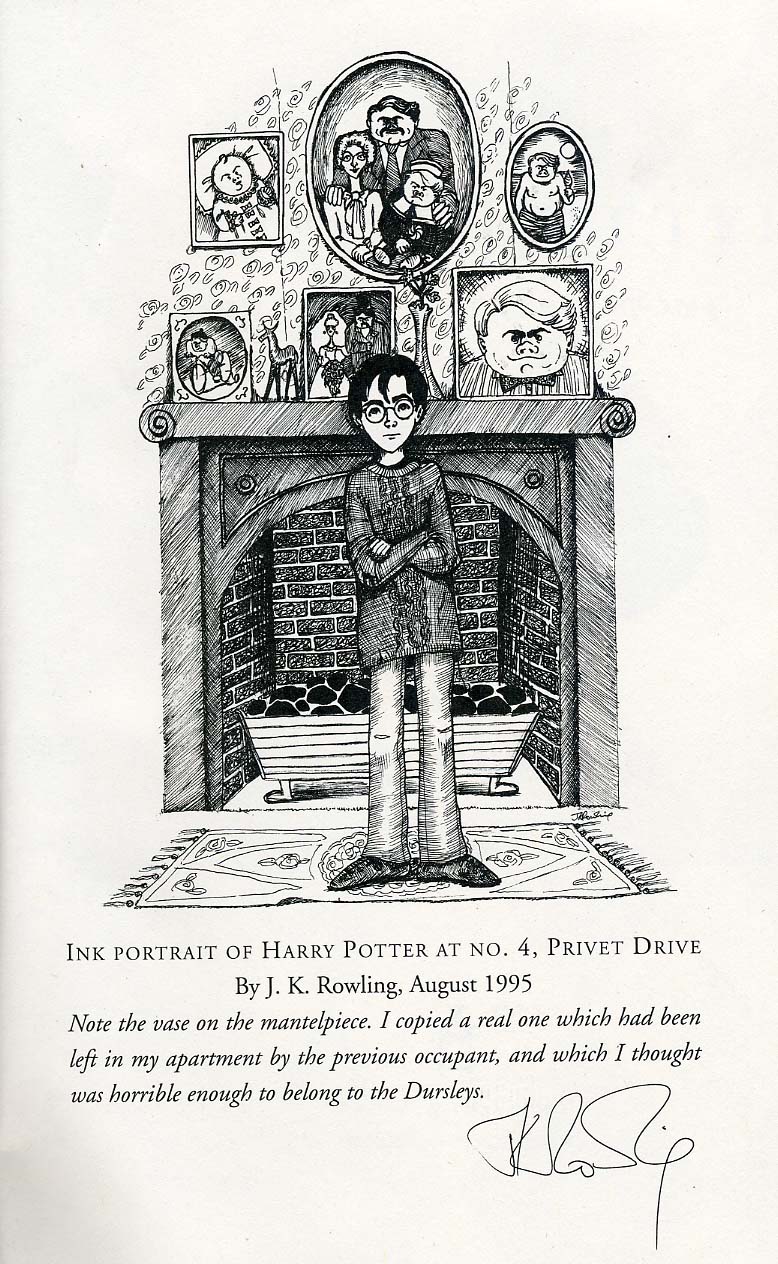 INK PORTRAIT OF HARRY POTTER AT NO. 4, PRIVET DRIVE
By J. K. Rowling, August 1995
Note the vase on the mantelpiece. I copied a real one which had been
left in my apartment by the previous occupant, and which I thought
was horrible enough to belong to the Dursleys.
JKRowling